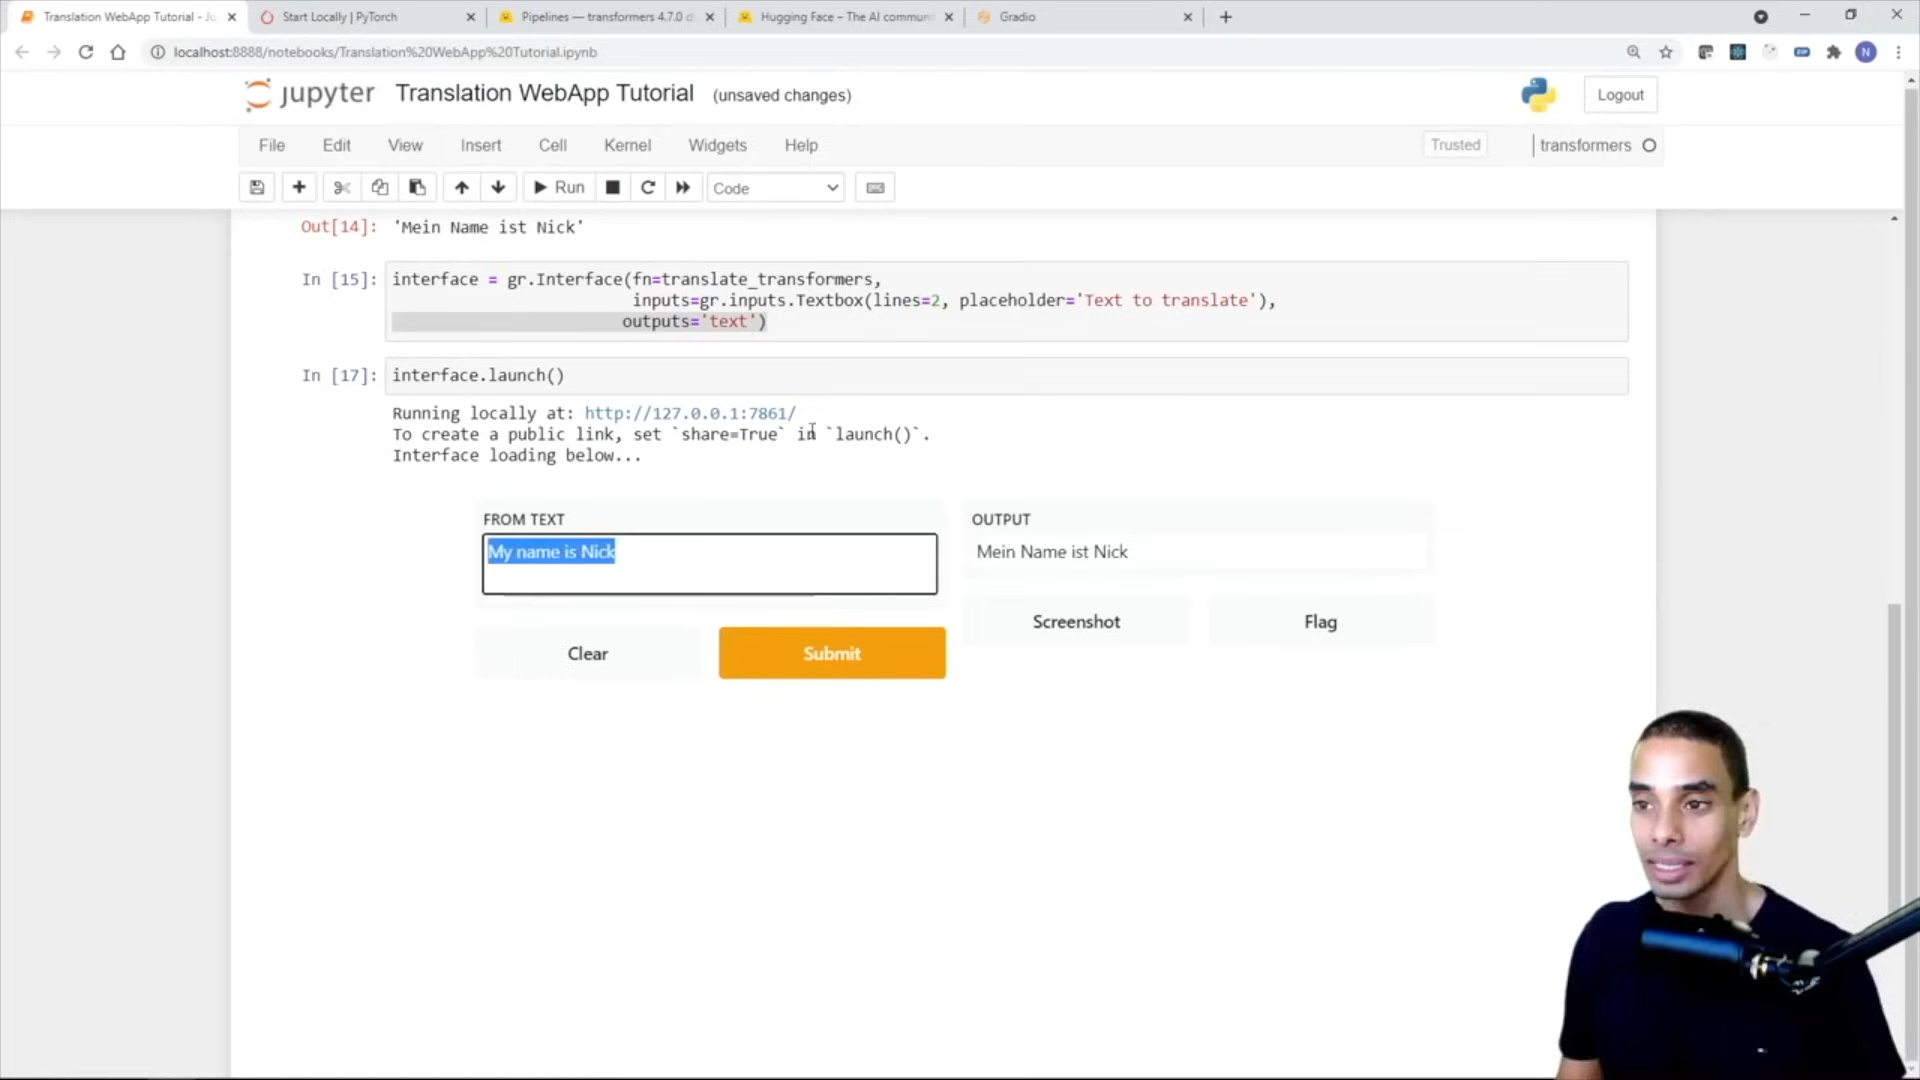 Translation WebApp Tutorial - Ju
Start Locally | PyTorch
Pipelines — transformers 4.7.0 d
Hugging Face – The AI communi
Gradio
localhost:8888/notebooks/Translation%20WebApp%20Tutorial.ipynb
N
jupyter Translation WebApp Tutorial (unsaved changes)
Logout
File Edit View Insert Cell Kernel Widgets Help
Trusted
transformers
Run
Code
Out[14]: 'Mein Name ist Nick'
In [15]: interface = gr.Interface(fn=translate_transformers,
inputs=gr.inputs.Textbox(lines=2, placeholder='Text to translate'),
outputs='text')
In [17]: interface.launch()
Running locally at: http://127.0.0.1:7861/
To create a public link, set `share=True` in `launch()`.
Interface loading below...
FROM TEXT
My name is Nick
Clear
Submit
OUTPUT
Mein Name ist Nick
Screenshot
Flag